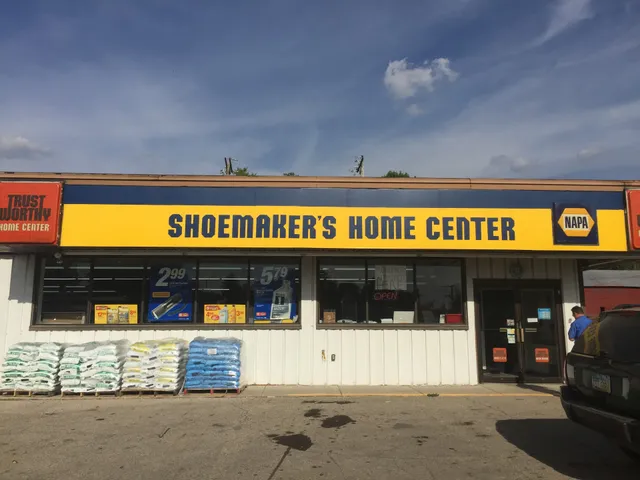 TRUST
WORTHY
HOME CENTER
SHOEMAKER'S HOME CENTER
NAPA
2.99
5.79
OPEN